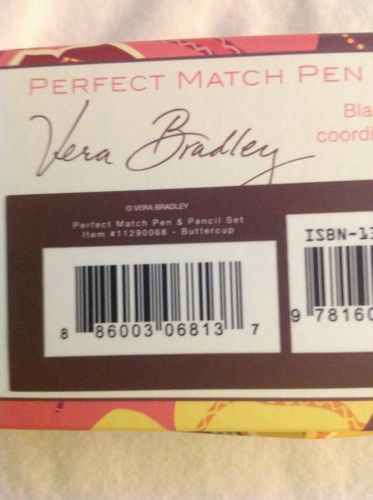 PERFECT MATCH PEN
Vera Bradley
Bla
coordi
© VERA BRADLEY
Perfect Match Pen & Pencil Set
Item #11290068 - Buttercup
ISBN-13
8 86003 06813 7
9 78160